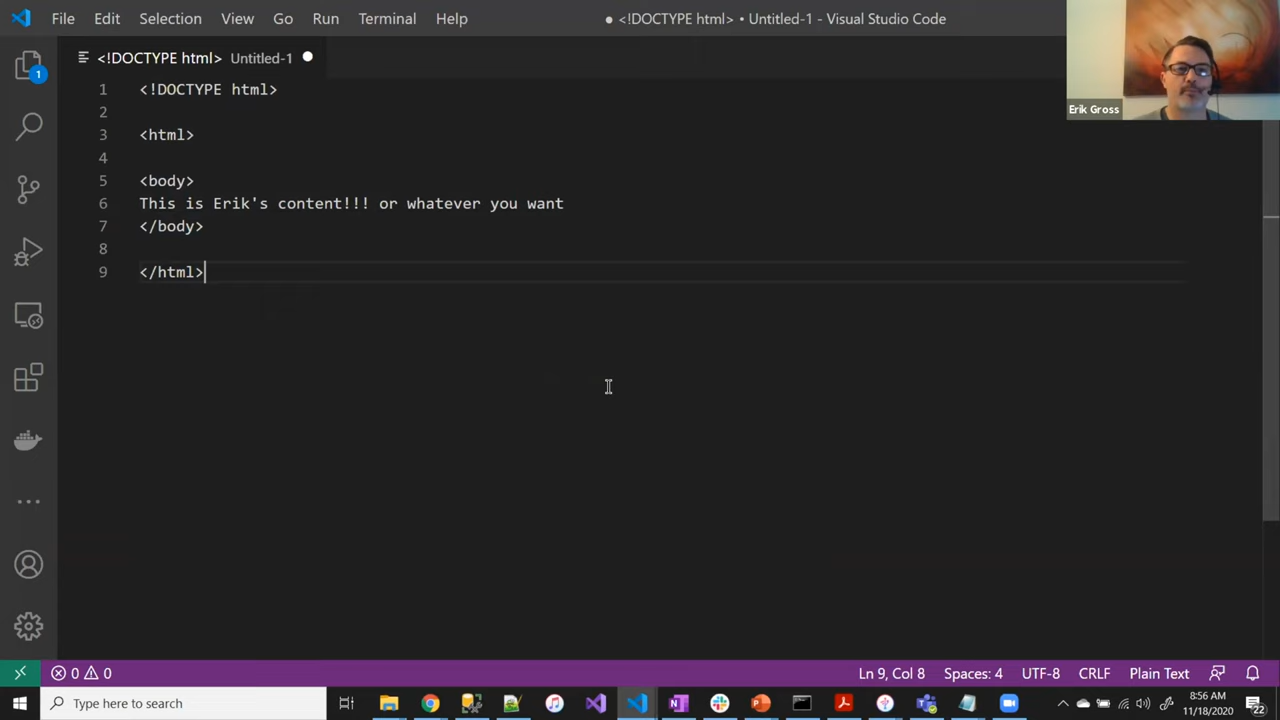 File Edit Selection View Go Run Terminal Help
● <!DOCTYPE html> • Untitled-1 - Visual Studio Code
<!DOCTYPE html> Untitled-1
1 <!DOCTYPE html>
2
3 <html>
4
5 <body>
6 This is Erik's content!!! or whatever you want
7 </body>
8
9 </html>
1
Erik Gross
0 0
Ln 9, Col 8 Spaces: 4 UTF-8 CRLF Plain Text
Type here to search
8:56 AM
11/18/2020
22